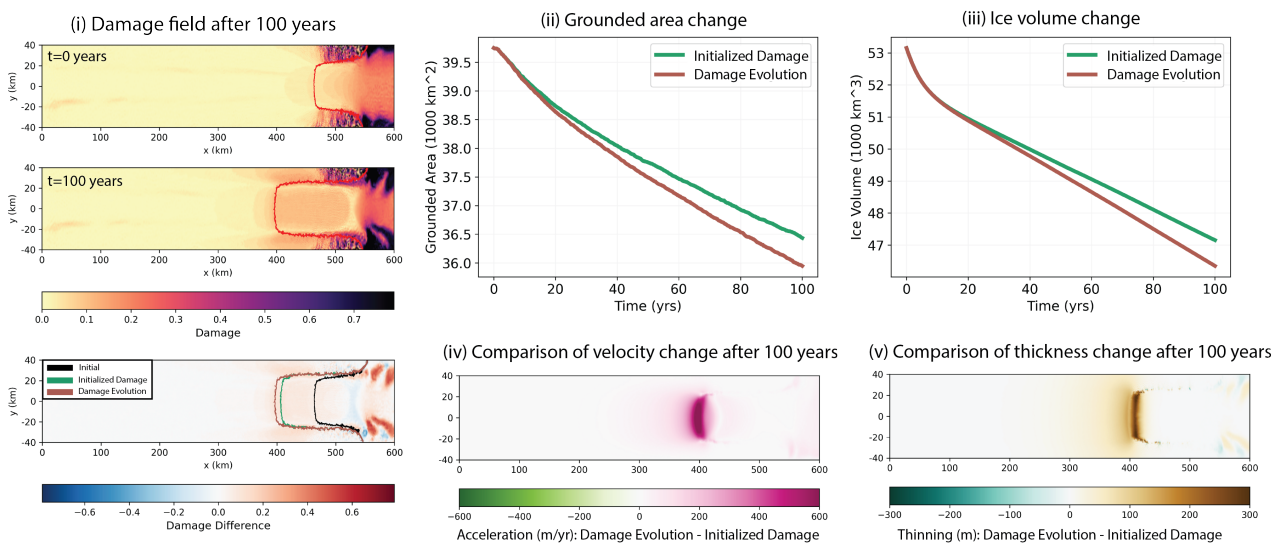 (i) Damage field after 100 years
t=0 years
40
20
0
−20
−40
y (km)
0 100 200 300 400 500 600
x (km)
t=100 years
40
20
0
−20
−40
y (km)
0 100 200 300 400 500 600
x (km)
0.0 0.1 0.2 0.3 0.4 0.5 0.6 0.7
Damage
Initial
Initialized Damage
Damage Evolution
40
20
0
−20
−40
y (km)
0 100 200 300 400 500 600
x (km)
−0.6 −0.4 −0.2 0.0 0.2 0.4 0.6
Damage Difference
(ii) Grounded area change
Initialized Damage
Damage Evolution
39.5
39.0
38.5
38.0
37.5
37.0
36.5
36.0
Grounded Area (1000 km^2)
0 20 40 60 80 100
Time (yrs)
(iii) Ice volume change
Initialized Damage
Damage Evolution
53
52
51
50
49
48
47
Ice Volume (1000 km^3)
0 20 40 60 80 100
Time (yrs)
(iv) Comparison of velocity change after 100 years
40
20
0
−20
−40
0 100 200 300 400 500 600
−600 −400 −200 0 200 400 600
Acceleration (m/yr): Damage Evolution - Initialized Damage
(v) Comparison of thickness change after 100 years
40
20
0
−20
−40
0 100 200 300 400 500 600
−300 −200 −100 0 100 200 300
Thinning (m): Damage Evolution - Initialized Damage